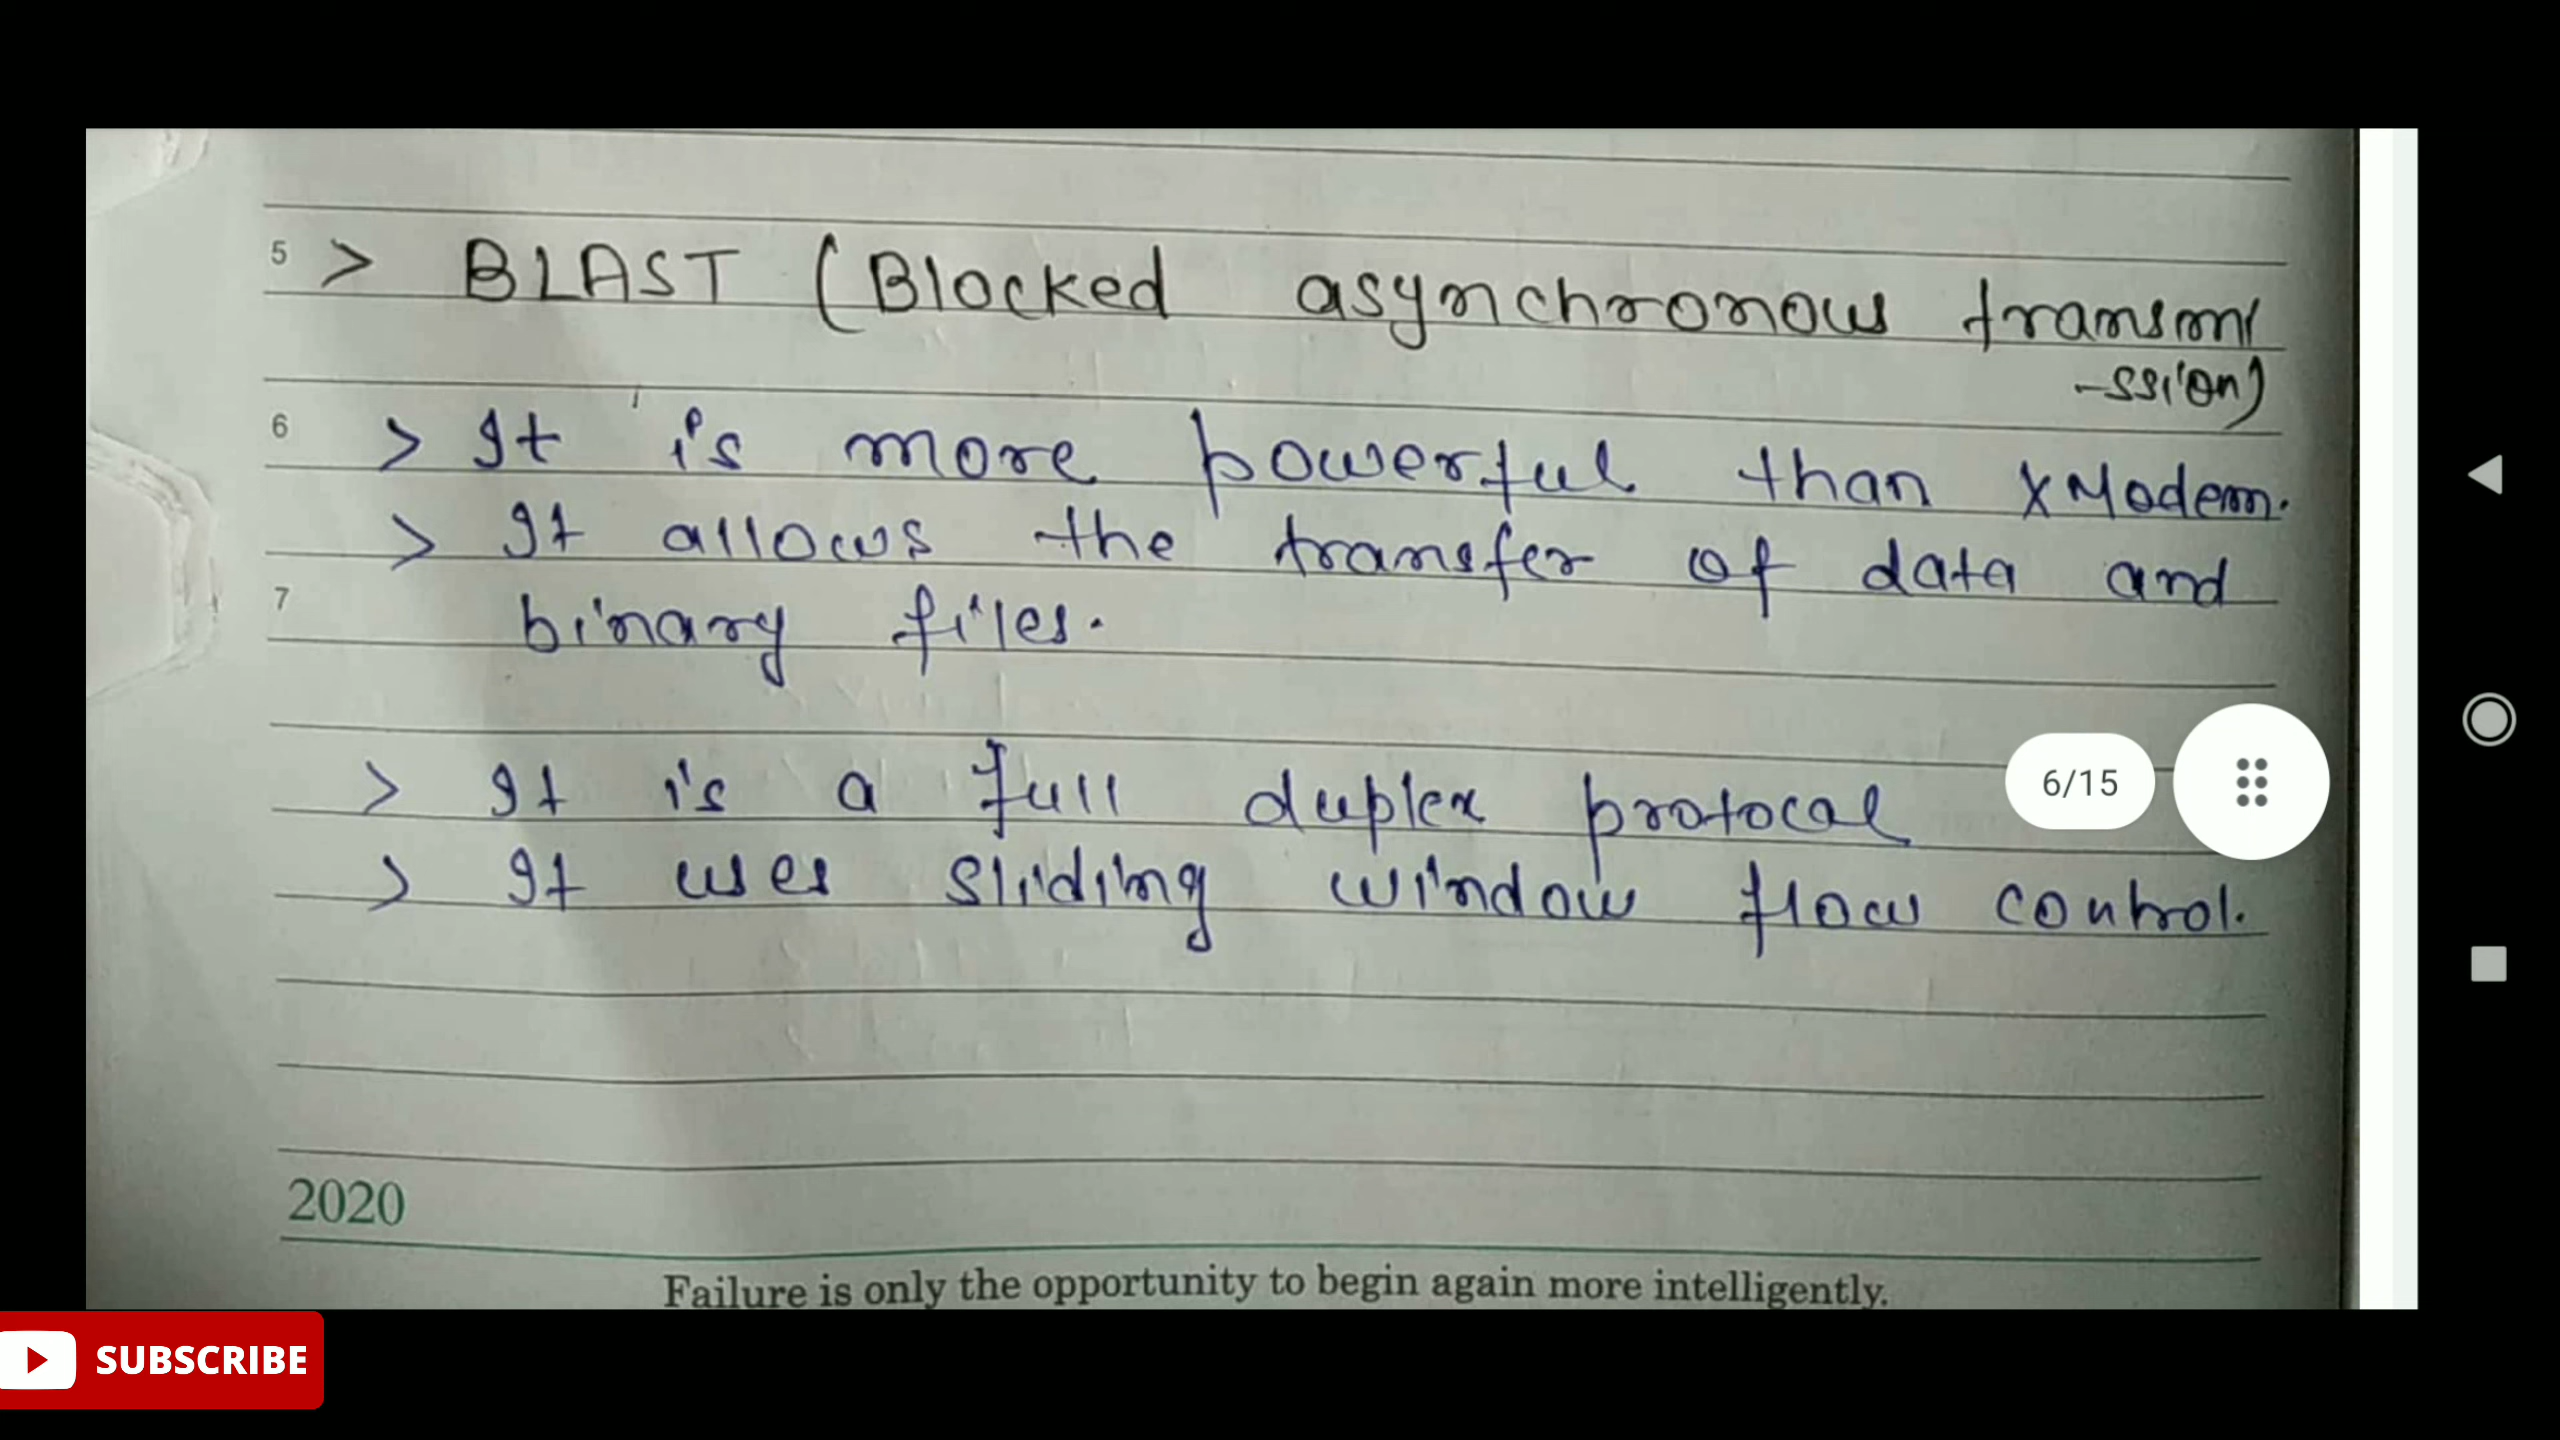 5 > BLAST (Blocked asynchronous transmi
-ssion)
6 > It is more powerful than XModem.
> It allows the transfer of data and
7 binary files.
> It is a full duplex protocal
6/15
> It uses sliding window flow control.
2020
Failure is only the opportunity to begin again more intelligently.
SUBSCRIBE